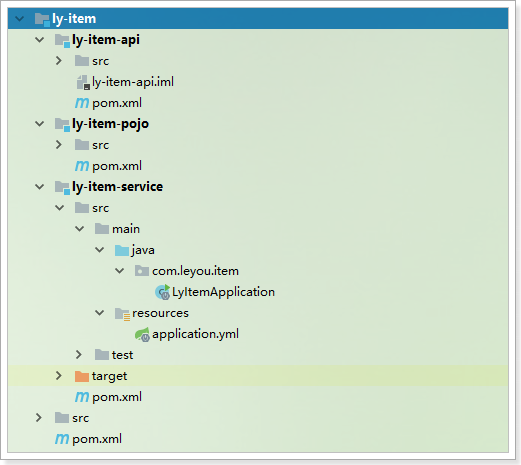 ly-item
ly-item-api
src
ly-item-api.iml
pom.xml
ly-item-pojo
src
pom.xml
ly-item-service
src
main
java
com.leyou.item
LyItemApplication
resources
application.yml
test
target
pom.xml
src
pom.xml